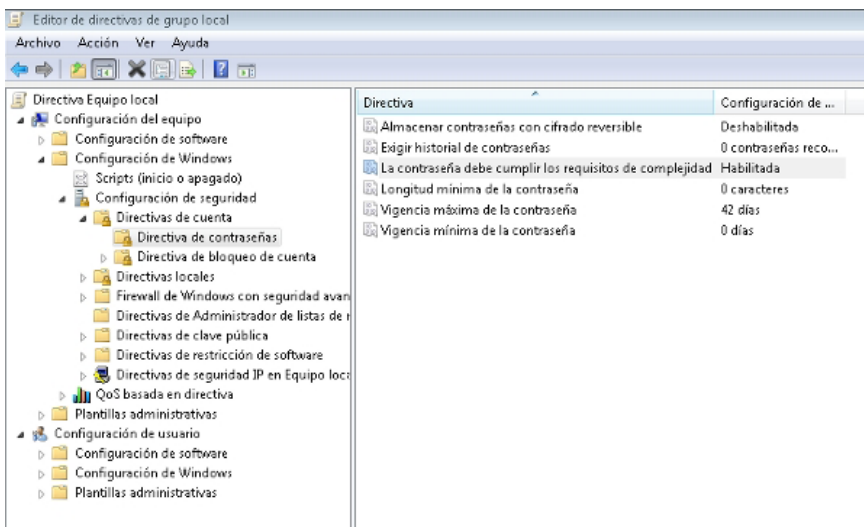 Editor de directivas de grupo local
Archivo Acción Ver Ayuda
Directiva Equipo local
Configuración del equipo
Configuración de software
Configuración de Windows
Scripts (inicio o apagado)
Configuración de seguridad
Directivas de cuenta
Directiva de contraseñas
Directiva de bloqueo de cuenta
Directivas locales
Firewall de Windows con seguridad avan
Directivas de Administrador de listas de r
Directivas de clave pública
Directivas de restricción de software
Directivas de seguridad IP en Equipo loca
QoS basada en directiva
Plantillas administrativas
Configuración de usuario
Configuración de software
Configuración de Windows
Plantillas administrativas
Directiva Configuración de ...
Almacenar contraseñas con cifrado reversible Deshabilitada
Exigir historial de contraseñas 0 contraseñas reco...
La contraseña debe cumplir los requisitos de complejidad Habilitada
Longitud mínima de la contraseña 0 caracteres
Vigencia máxima de la contraseña 42 días
Vigencia mínima de la contraseña 0 días